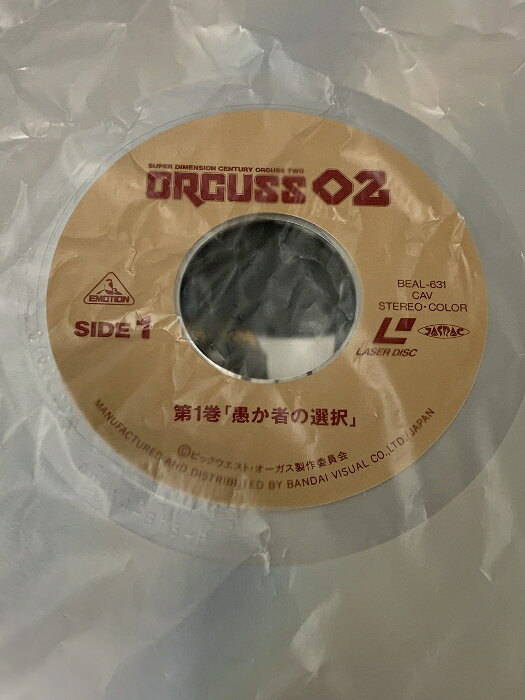 SUPER DIMENSION CENTURY ORGUSS TWO
ORGUSS 02
EMOTION
SIDE 1
BEAL-631
CAV
STEREO・COLOR
LASER DISC
JASRAC
第1巻「愚か者の選択」
©ビックウエスト・オーガス製作委員会
MANUFACTURED AND DISTRIBUTED BY BANDAI VISUAL CO.,LTD./JAPAN